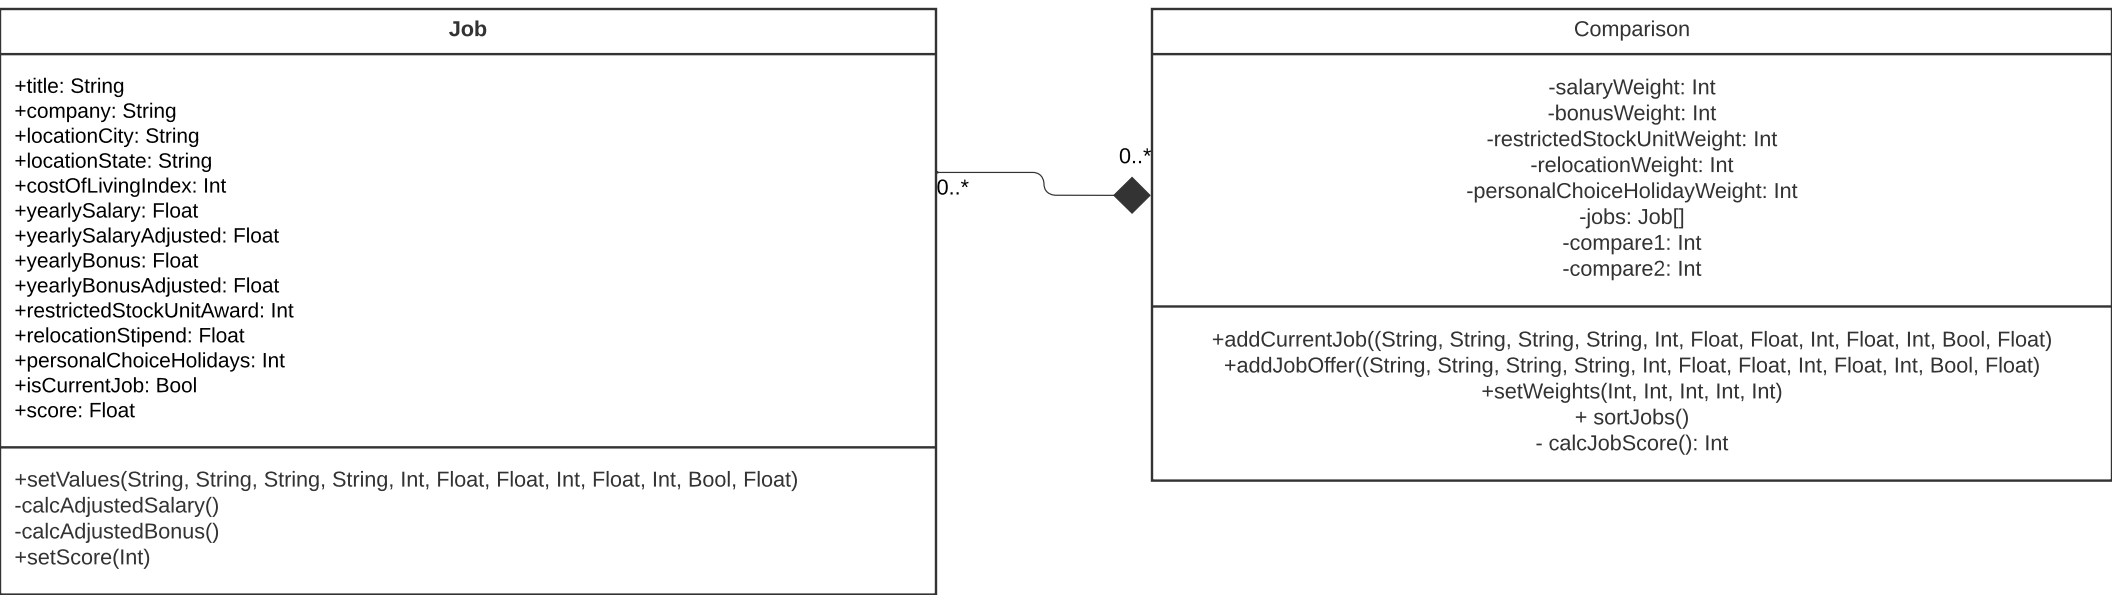 Job
+title: String
+company: String
+locationCity: String
+locationState: String
+costOfLivingIndex: Int
+yearlySalary: Float
+yearlySalaryAdjusted: Float
+yearlyBonus: Float
+yearlyBonusAdjusted: Float
+restrictedStockUnitAward: Int
+relocationStipend: Float
+personalChoiceHolidays: Int
+isCurrentJob: Bool
+score: Float
+setValues(String, String, String, String, Int, Float, Float, Int, Float, Int, Bool, Float)
-calcAdjustedSalary()
-calcAdjustedBonus()
+setScore(Int)
0..*
0..*
Comparison
-salaryWeight: Int
-bonusWeight: Int
-restrictedStockUnitWeight: Int
-relocationWeight: Int
-personalChoiceHolidayWeight: Int
-jobs: Job[]
-compare1: Int
-compare2: Int
+addCurrentJob((String, String, String, String, Int, Float, Float, Int, Float, Int, Bool, Float)
+addJobOffer((String, String, String, String, Int, Float, Float, Int, Float, Int, Bool, Float)
+setWeights(Int, Int, Int, Int, Int)
+ sortJobs()
- calcJobScore(): Int